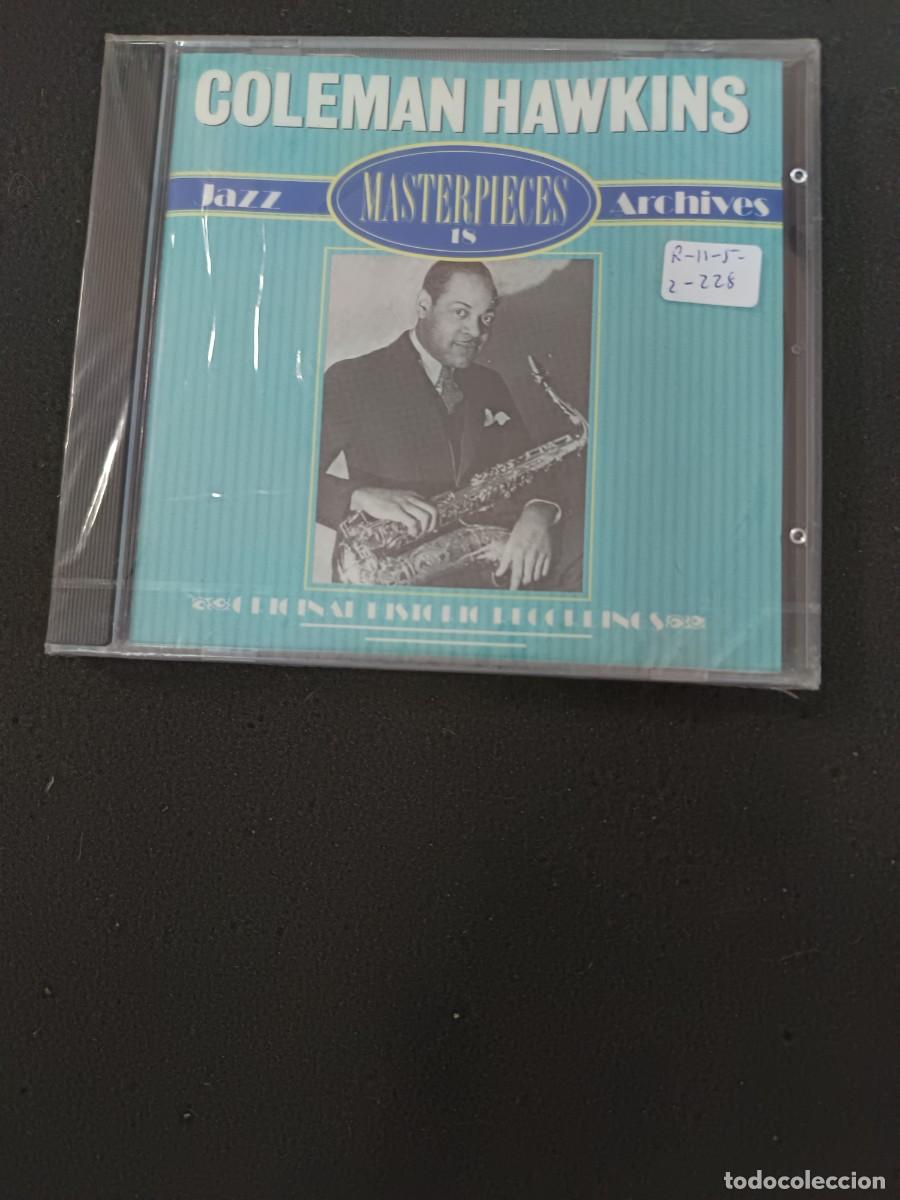 COLEMAN HAWKINS
Jazz MASTERPIECES Archives
18
R-11-5-
2-228
ORIGINAL HISTORIC RECORDINGS
todocoleccion